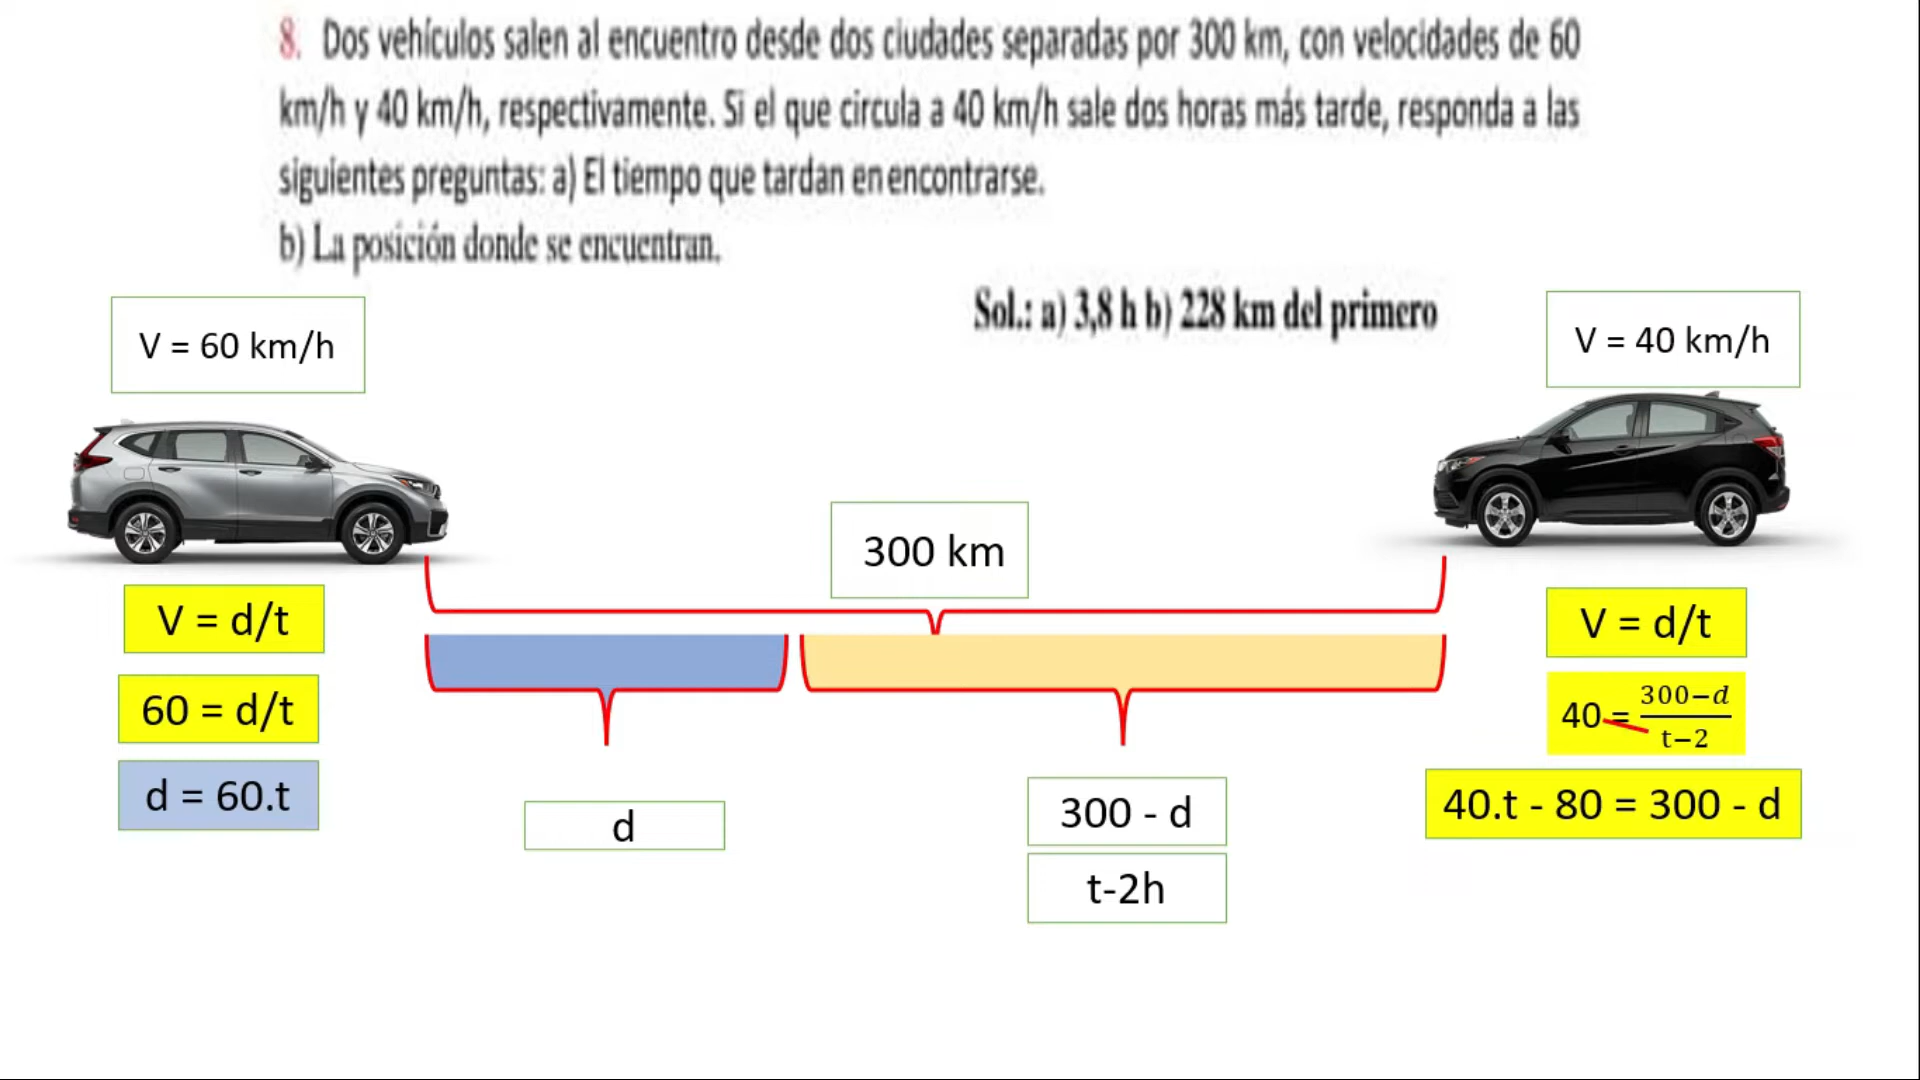 8. Dos vehículos salen al encuentro desde dos ciudades separadas por 300 km, con velocidades de 60
km/h y 40 km/h, respectivamente. Si el que circula a 40 km/h sale dos horas más tarde, responda a las
siguientes preguntas: a) El tiempo que tardan en encontrarse.
b) La posición donde se encuentran.
Sol.: a) 3,8 h b) 228 km del primero
V = 60 km/h
V = 40 km/h
300 km
V = d/t
60 = d/t
d = 60.t
d
300 - d
t-2h
V = d/t
40 = \frac{300-d}{t-2}
40.t - 80 = 300 - d